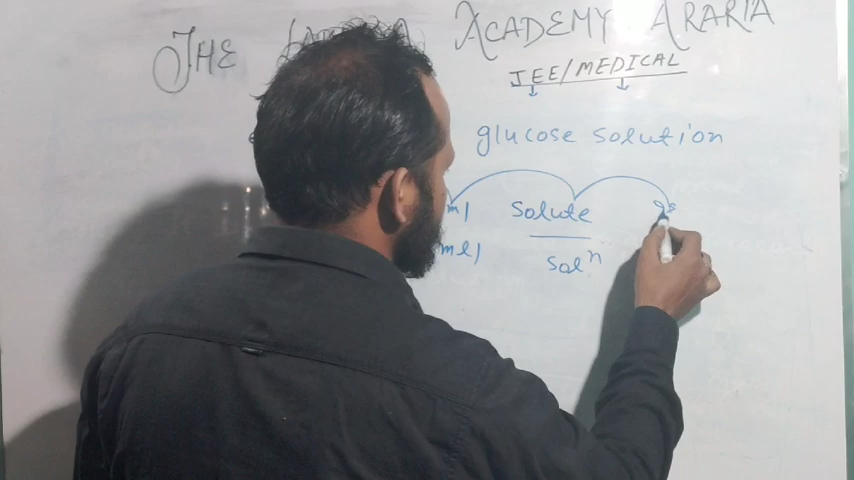 THE ACADEMY ARARIA
JEE/MEDICAL
glucose solution
ml solute
ml solⁿ